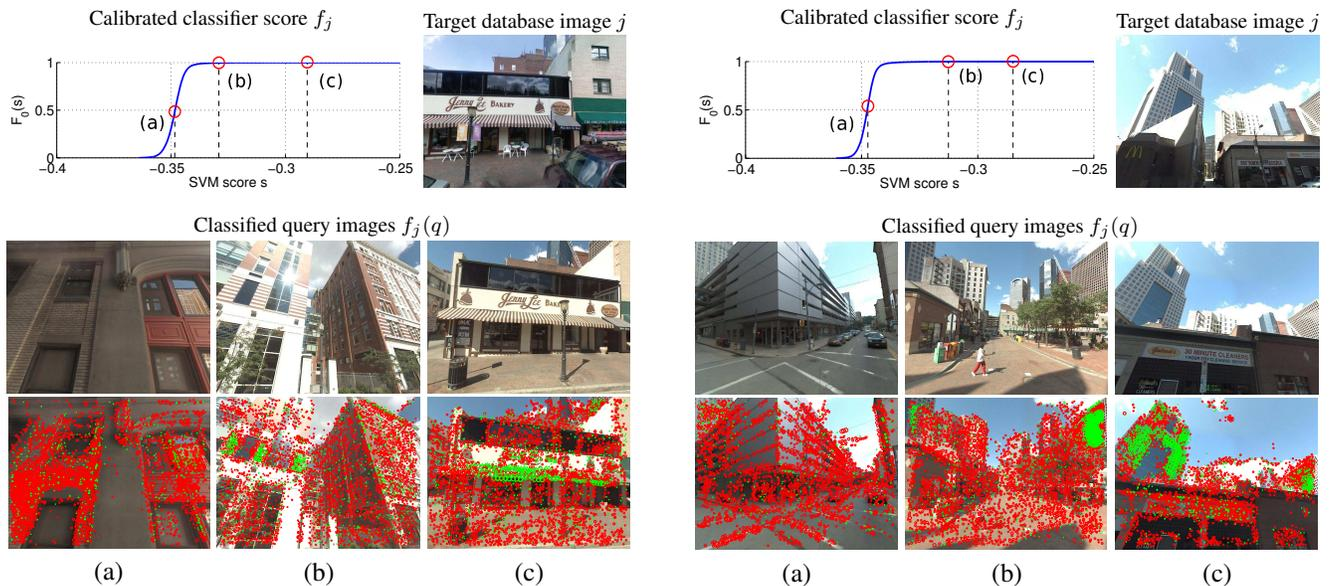 Calibrated classifier score f_j
Target database image j
F₀(s)
1
0.5
0
(a)
(b)
(c)
−0.4
−0.35
−0.3
−0.25
SVM score s
Jenny Lee BAKERY
Classified query images f_j(q)
Jenny Lee BAKERY
(a)
(b)
(c)
Calibrated classifier score f_j
Target database image j
F₀(s)
1
0.5
0
(a)
(b)
(c)
−0.4
−0.35
−0.3
−0.25
SVM score s
Classified query images f_j(q)
30 MINUTE CLEANERS
(a)
(b)
(c)